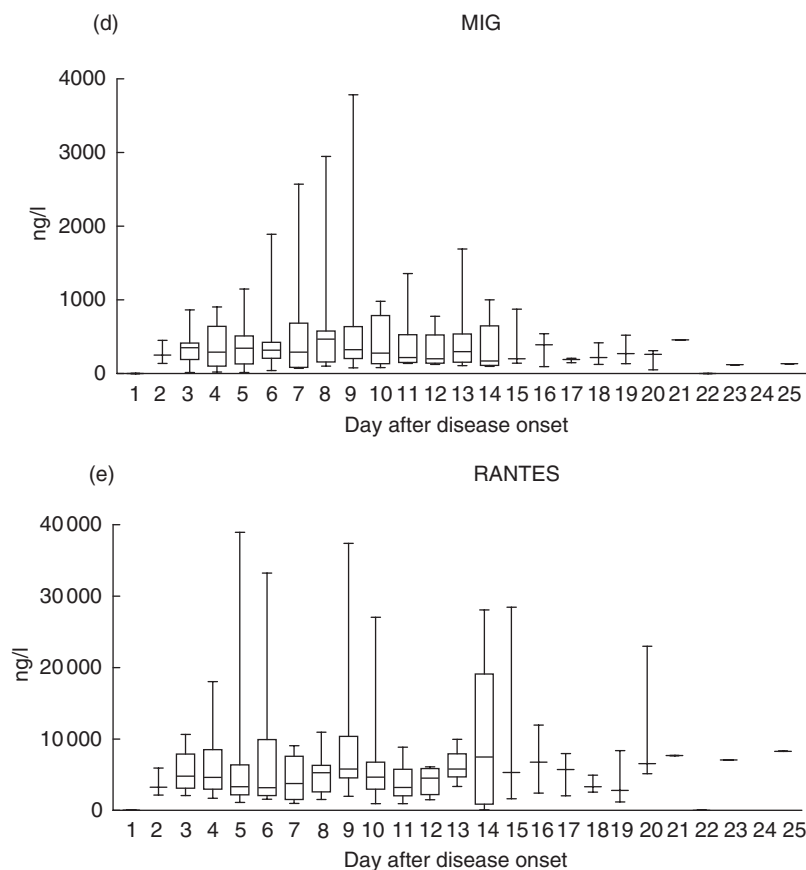 (d) MIG
4000
3000
2000
1000
0
ng/l
1 2 3 4 5 6 7 8 9 10 11 12 13 14 15 16 17 18 19 20 21 22 23 24 25
Day after disease onset
(e) RANTES
40 000
30 000
20 000
10 000
0
ng/l
1 2 3 4 5 6 7 8 9 10 11 12 13 14 15 16 17 18 19 20 21 22 23 24 25
Day after disease onset